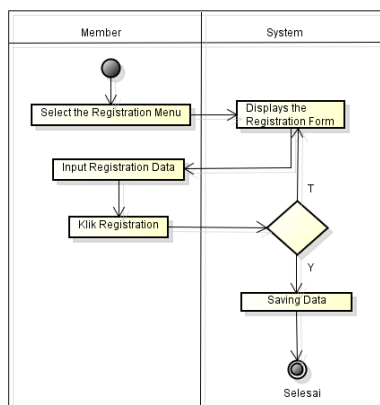 Member
System
Select the Registration Menu
Displays the
Registration Form
Input Registration Data
T
Klik Registration
Y
Saving Data
Selesai